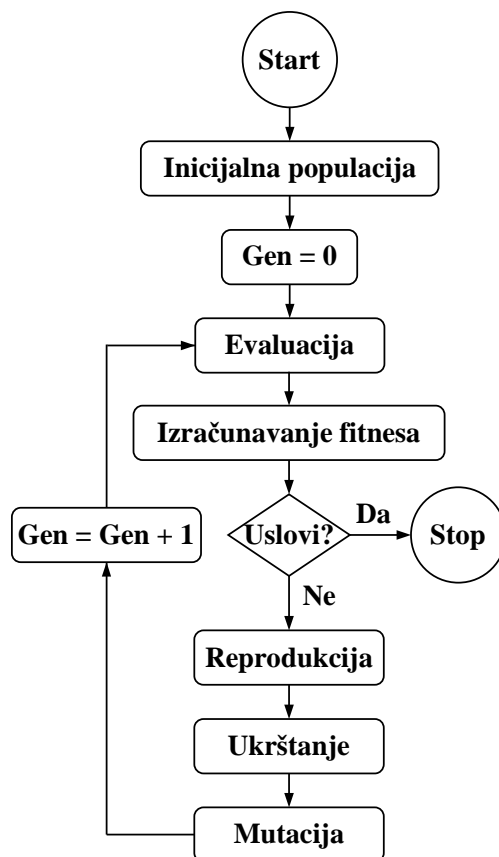 Start
Inicijalna populacija
Gen = 0
Evaluacija
Izračunavanje fitnesa
Uslovi?
Da
Stop
Gen = Gen + 1
Ne
Reprodukcija
Ukrštanje
Mutacija